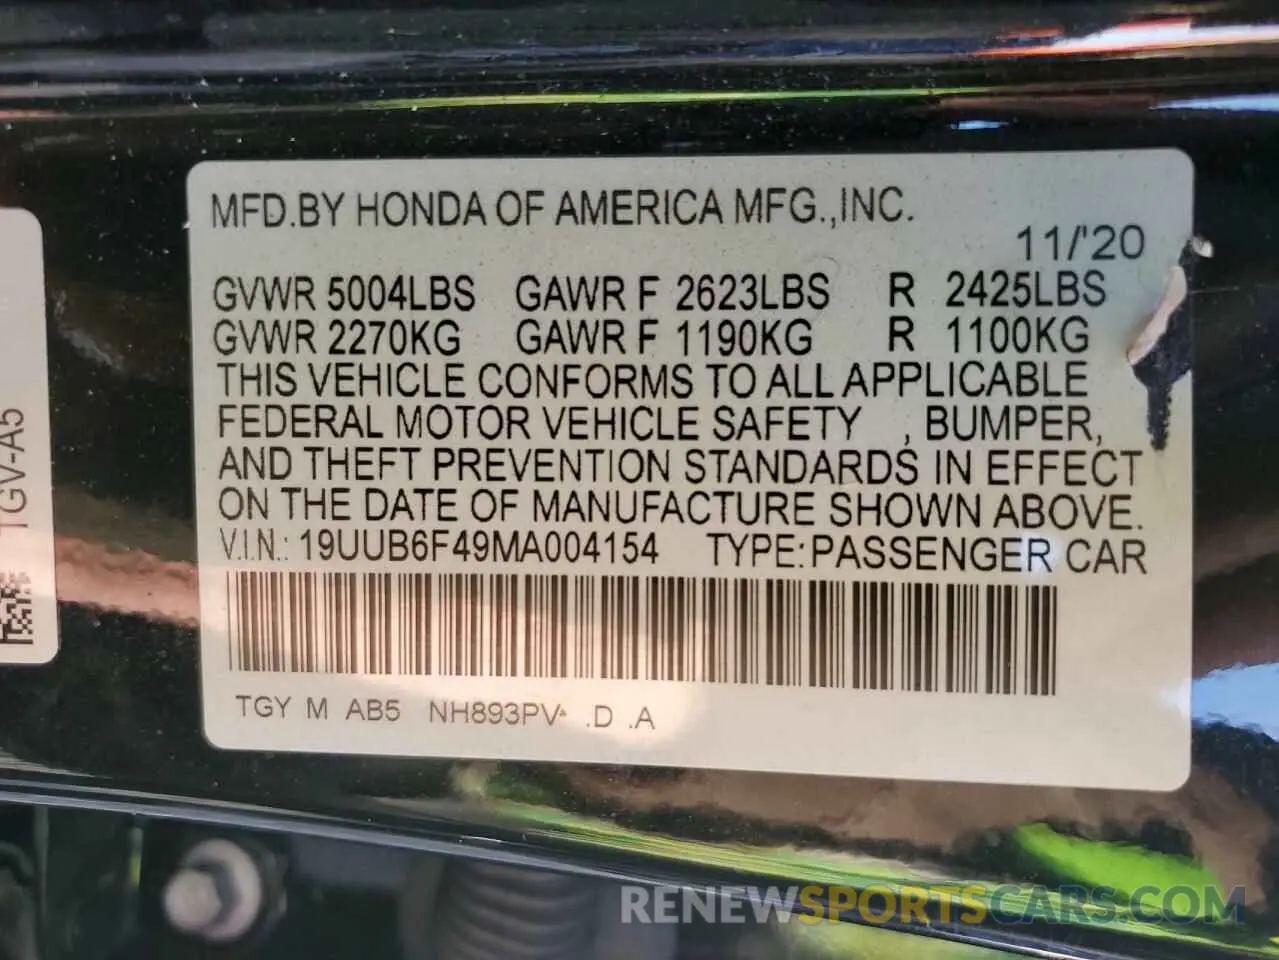 MFD.BY HONDA OF AMERICA MFG.,INC.
11/'20
GVWR 5004LBS GAWR F 2623LBS R 2425LBS
GVWR 2270KG GAWR F 1190KG R 1100KG
THIS VEHICLE CONFORMS TO ALL APPLICABLE
FEDERAL MOTOR VEHICLE SAFETY , BUMPER,
AND THEFT PREVENTION STANDARDS IN EFFECT
ON THE DATE OF MANUFACTURE SHOWN ABOVE.
V.I.N.: 19UUB6F49MA004154 TYPE:PASSENGER CAR
TGY M AB5 NH893PV .D .A
TGV-A5
RENEWSPORTSCARS.COM